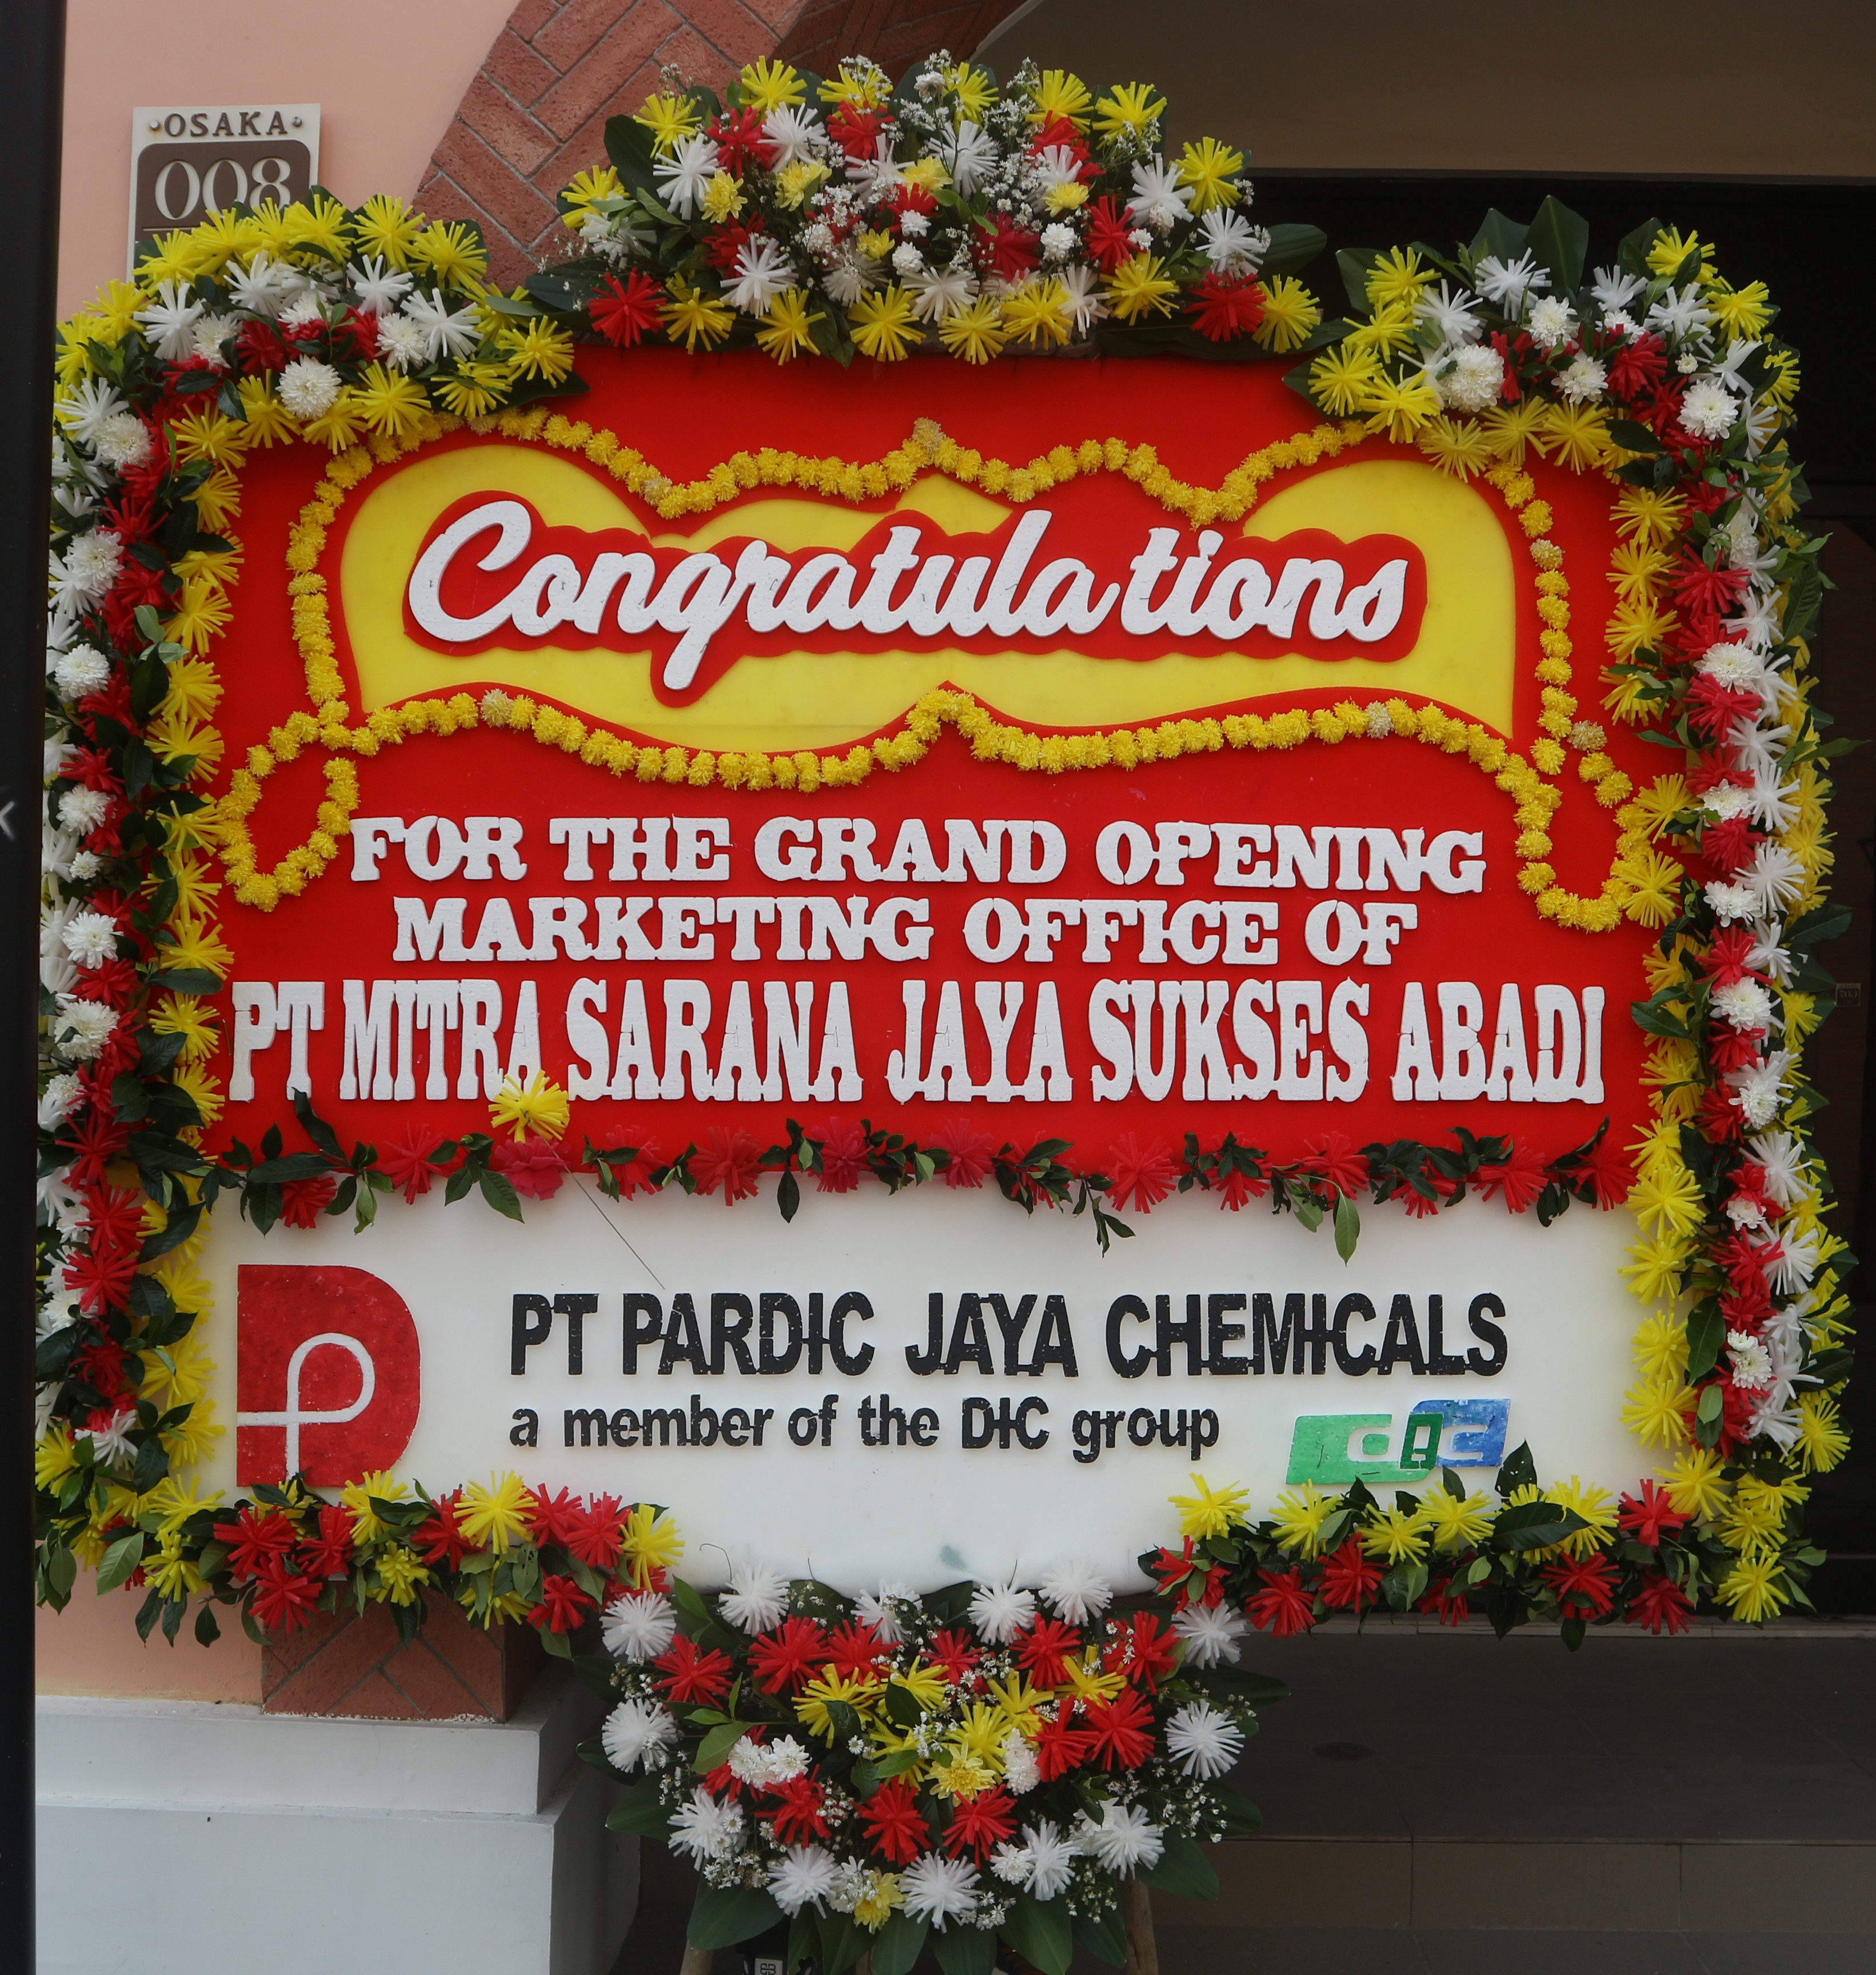 OSAKA
008
Congratulations
FOR THE GRAND OPENING
MARKETING OFFICE OF
PT MITRA SARANA JAYA SUKSES ABADI
PT PARDIC JAYA CHEMICALS
a member of the DIC group